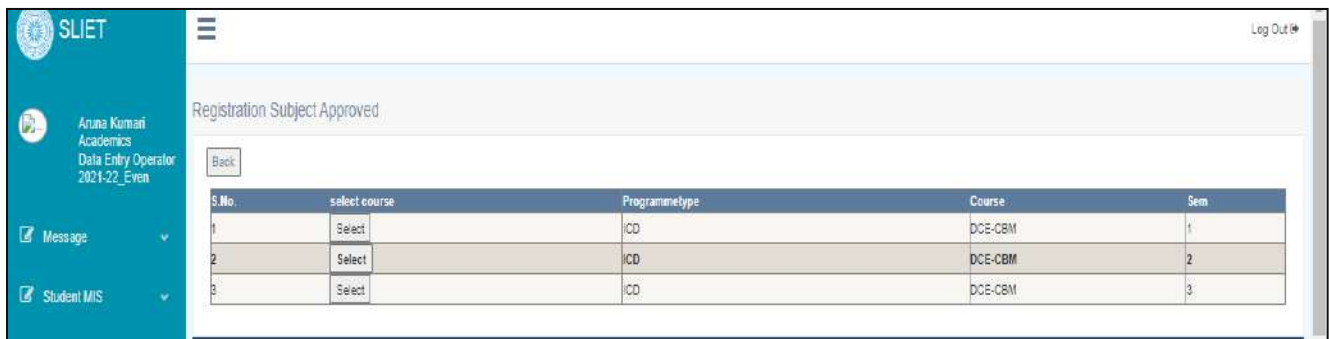 SLIET
Log Out
Aruna Kumari
Academics
Data Entry Operator
2021-22_Even
Message
Student MIS
Registration Subject Approved
Back
S.No. select course Programmetype Course Sem
1 Select ICD DCE-CBM 1
2 Select ICD DCE-CBM 2
3 Select ICD DCE-CBM 3